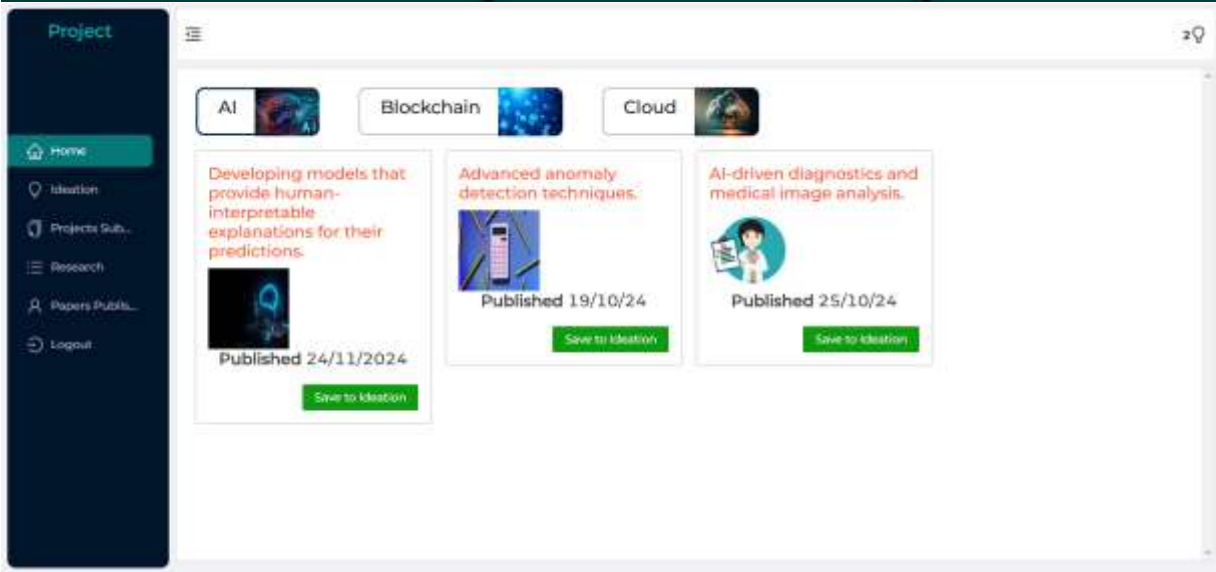 Project
2
Home
Ideation
Projects Sub...
Research
Papers Publis...
Logout
AI
AI
Blockchain
Cloud
Developing models that
provide human-
interpretable
explanations for their
predictions.
Published 24/11/2024
Save to Ideation
Advanced anomaly
detection techniques.
Published 19/10/24
Save to Ideation
AI-driven diagnostics and
medical image analysis.
Published 25/10/24
Save to Ideation